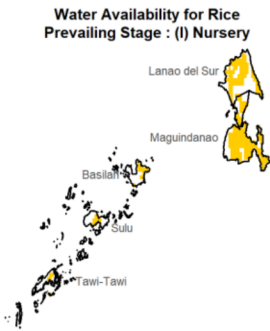 Water Availability for Rice
Prevailing Stage : (I) Nursery
Lanao del Sur
Maguindanao
Basilan
Sulu
Tawi-Tawi